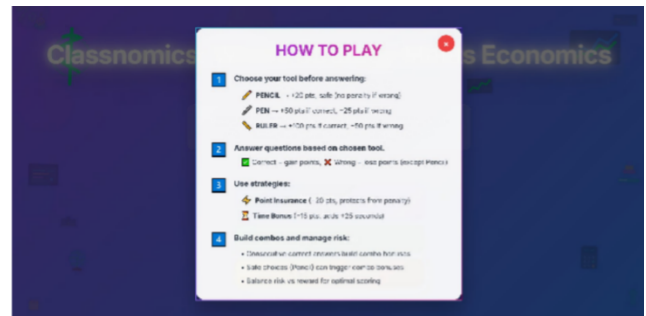 Classnomics s Economics
HOW TO PLAY
1 Choose your tool before answering:
PENCIL → +20 pts, safe (no penalty if wrong)
PEN → +50 pts if correct, -25 pts if wrong
RULER → +100 pts if correct, -50 pts if wrong
2 Answer questions based on chosen tool.
Correct = gain points, Wrong = lose points (except Pencil)
3 Use strategies:
Point Insurance (-20 pts, protects from penalty)
Time Bonus (-15 pts, adds +25 seconds)
4 Build combos and manage risk:
• Consecutive correct answers build combo bonuses
• Safe choices (Pencil) can trigger combo bonuses
• Balance risk vs reward for optimal scoring